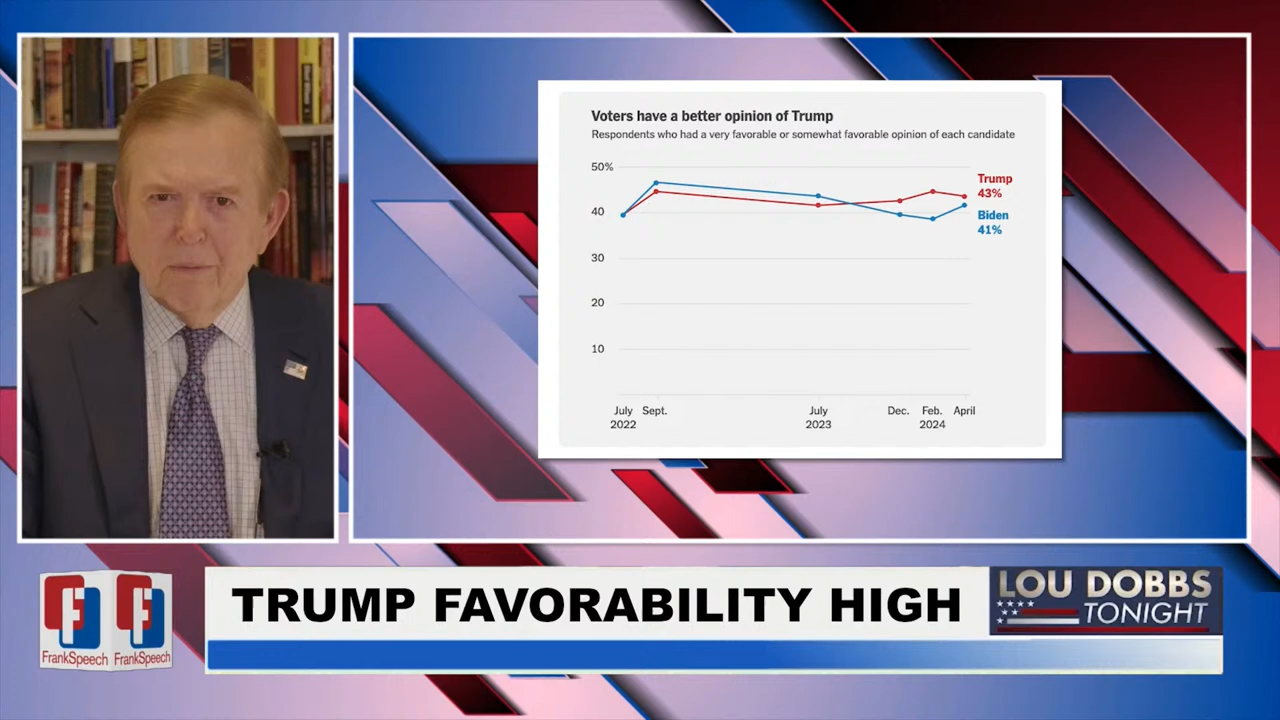 Voters have a better opinion of Trump
Respondents who had a very favorable or somewhat favorable opinion of each candidate
50%
40
30
20
10
Trump
43%
Biden
41%
July
2022
Sept.
July
2023
Dec.
Feb.
2024
April
FrankSpeech
FrankSpeech
TRUMP FAVORABILITY HIGH
LOU DOBBS
TONIGHT